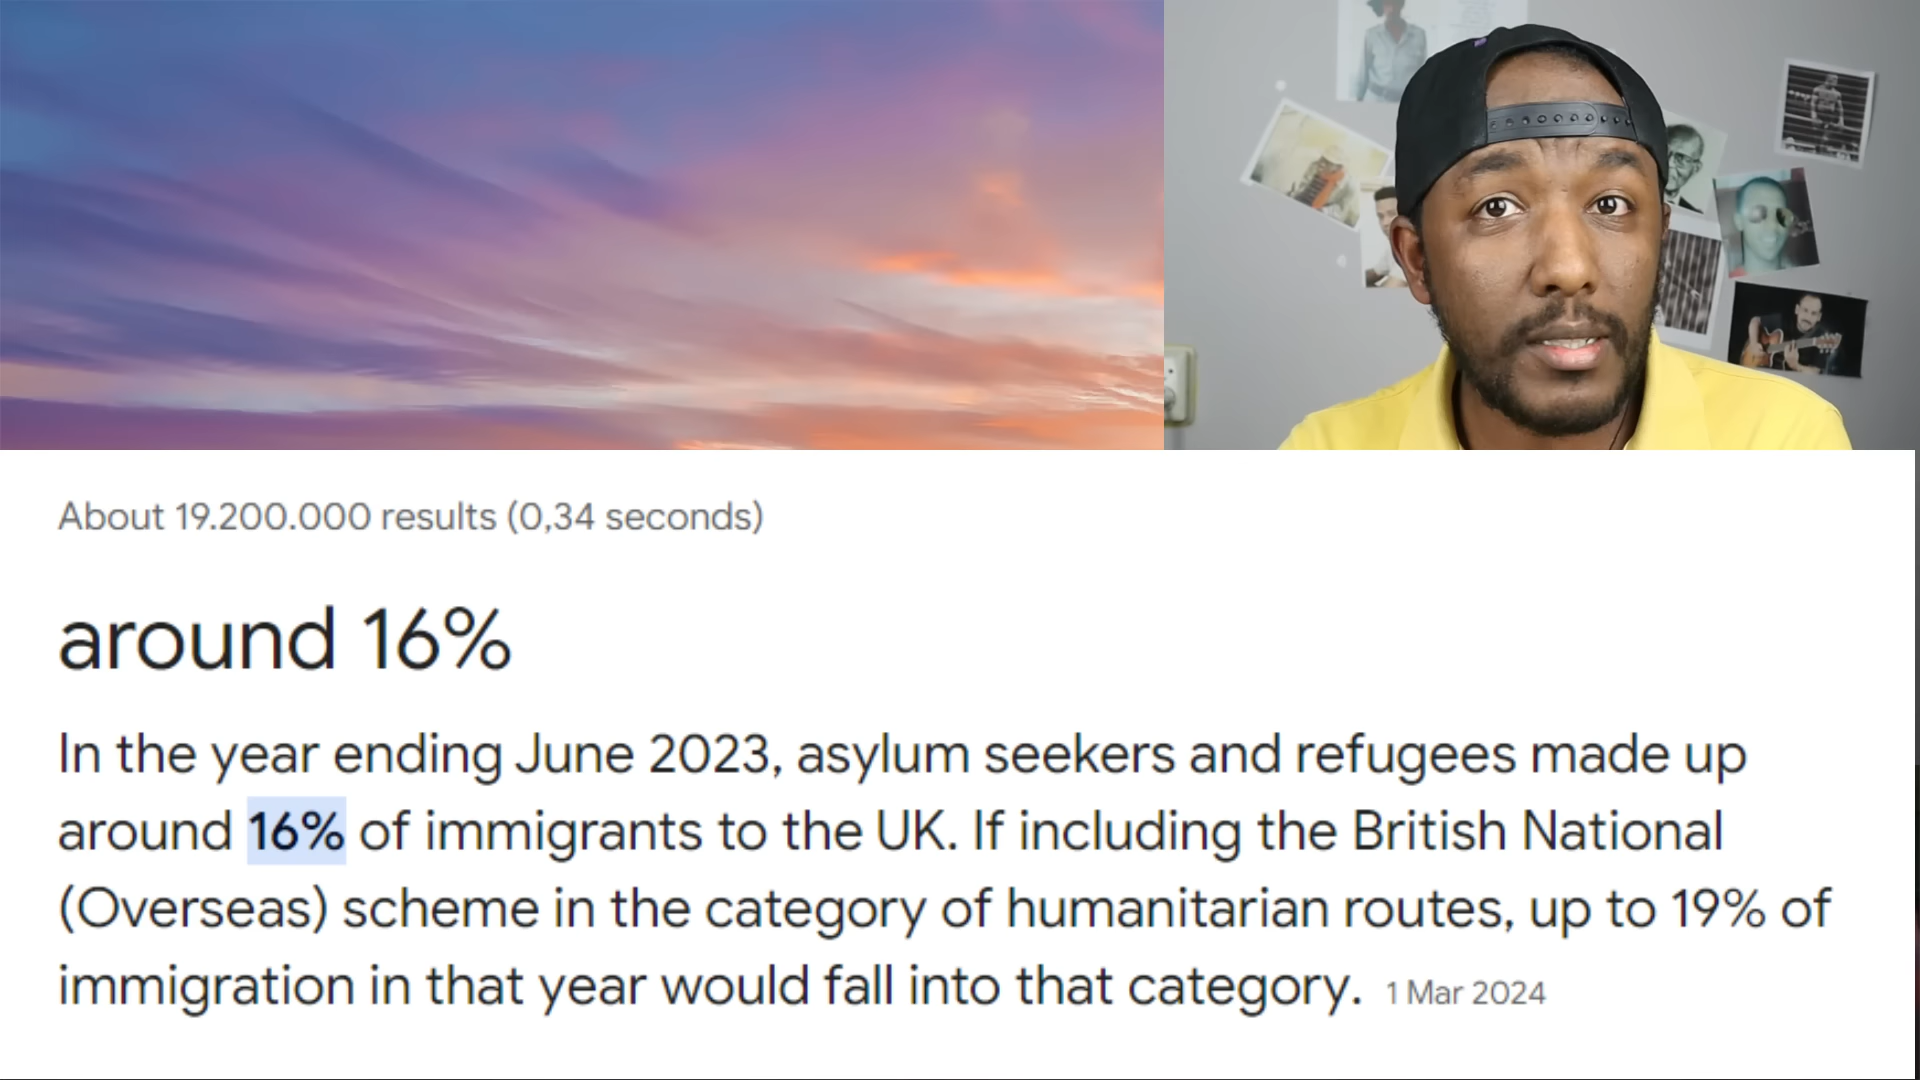 About 19.200.000 results (0,34 seconds)
around 16%
In the year ending June 2023, asylum seekers and refugees made up
around 16% of immigrants to the UK. If including the British National
(Overseas) scheme in the category of humanitarian routes, up to 19% of
immigration in that year would fall into that category. 1 Mar 2024